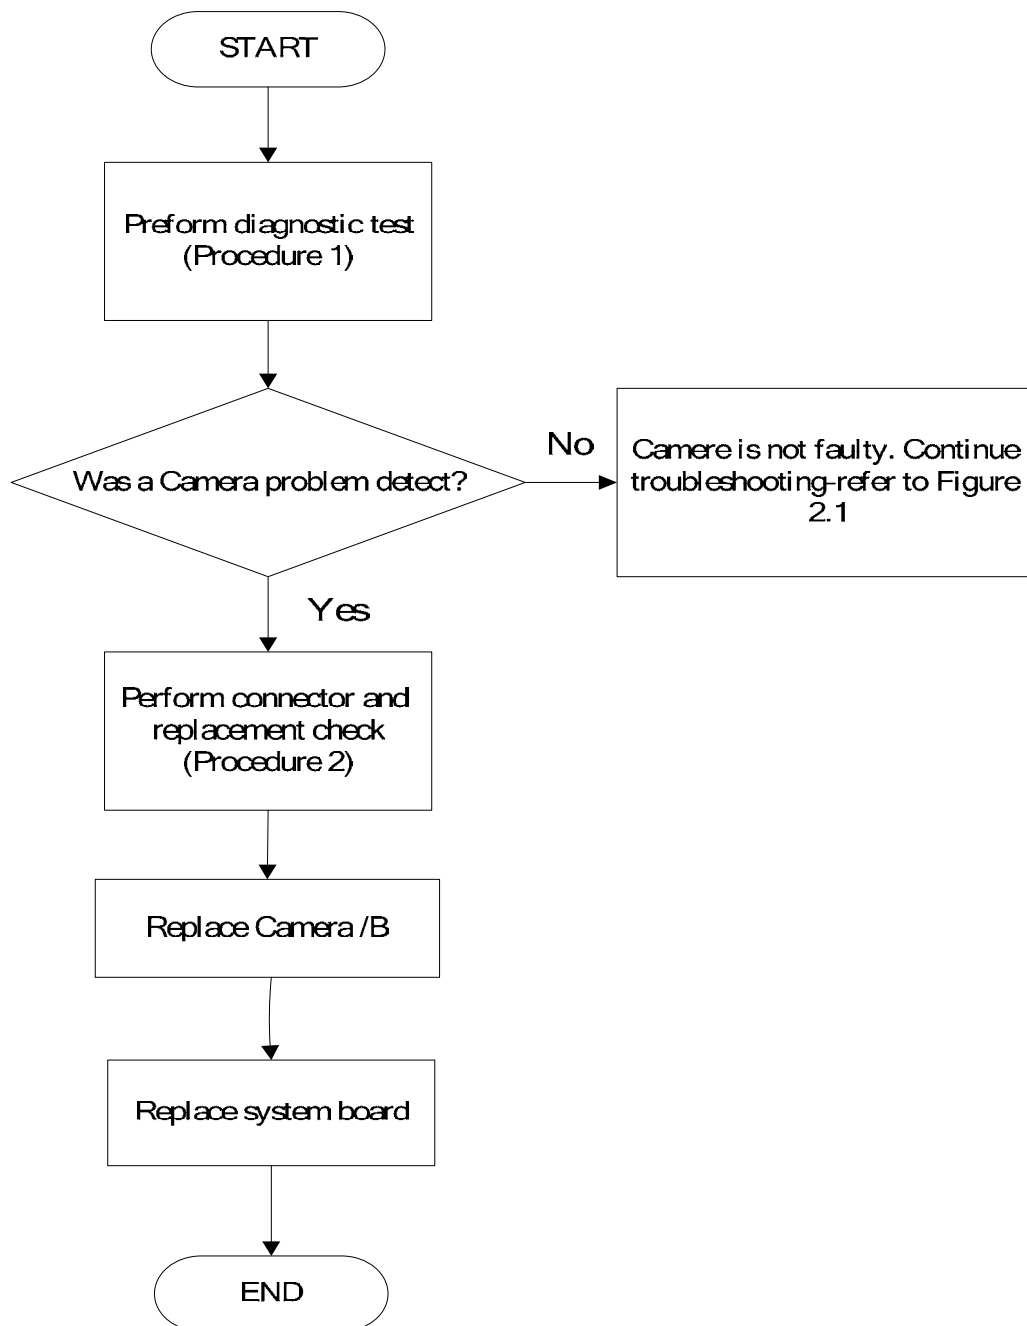 START
Preform diagnostic test
(Procedure 1)
Was a Camera problem detect?
No
Camere is not faulty. Continue
troubleshooting-refer to Figure
2.1
Yes
Perform connector and
replacement check
(Procedure 2)
Replace Camera /B
Replace system board
END